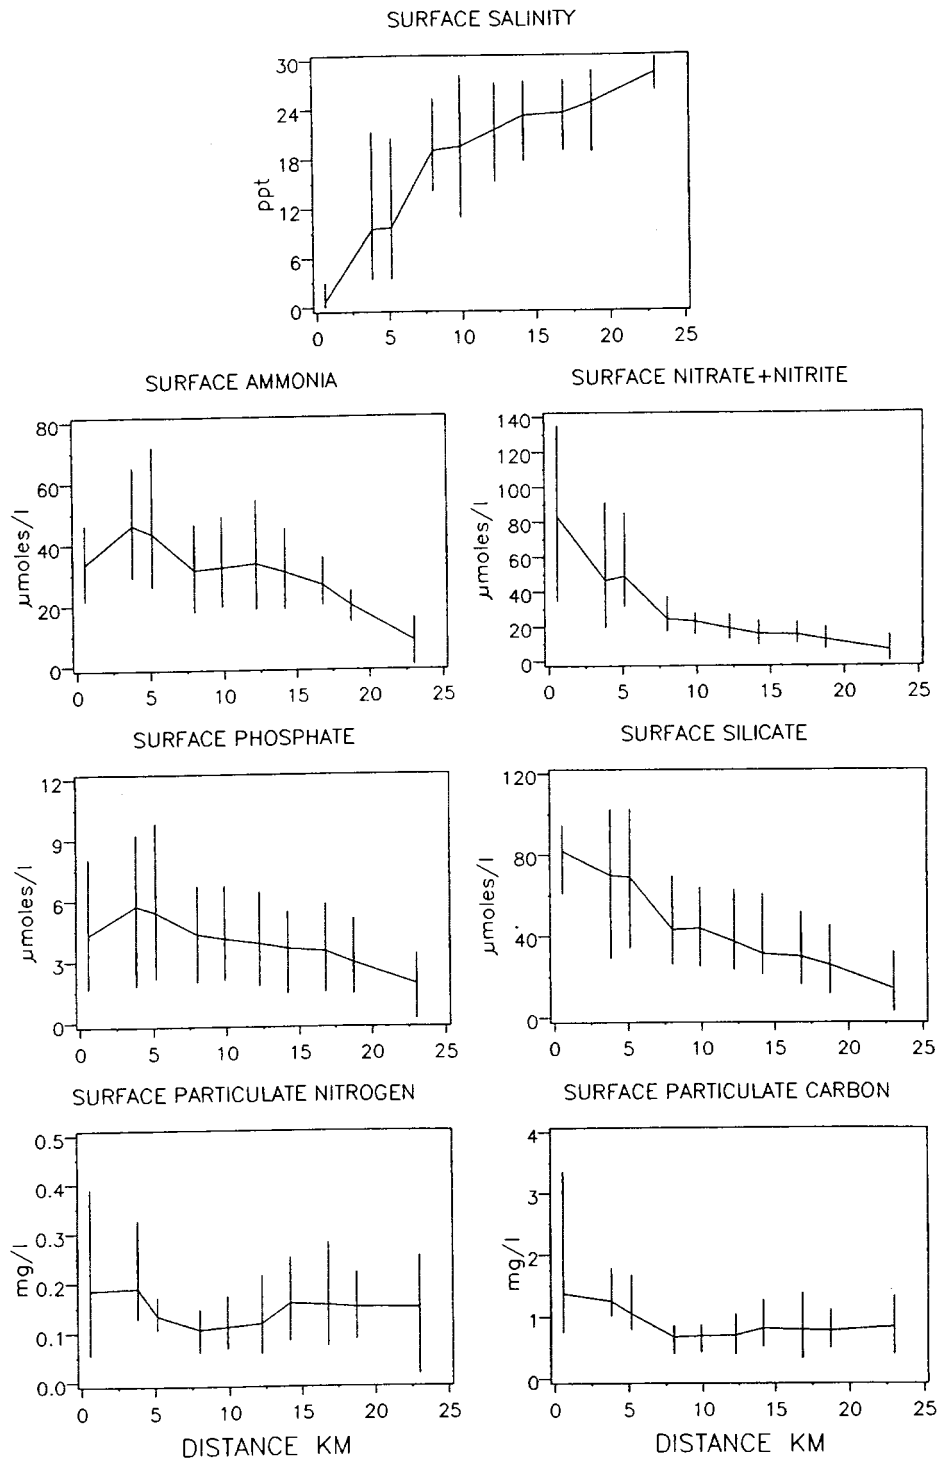 SURFACE SALINITY
30
24
18
12
6
0
ppt
0 5 10 15 20 25
SURFACE AMMONIA
80
60
40
20
0
µmoles/l
0 5 10 15 20 25
SURFACE NITRATE+NITRITE
140
120
100
80
60
40
20
0
µmoles/l
0 5 10 15 20 25
SURFACE PHOSPHATE
12
9
6
3
0
µmoles/l
0 5 10 15 20 25
SURFACE SILICATE
120
80
40
0
µmoles/l
0 5 10 15 20 25
SURFACE PARTICULATE NITROGEN
0.5
0.4
0.3
0.2
0.1
0.0
mg/l
0 5 10 15 20 25
DISTANCE KM
SURFACE PARTICULATE CARBON
4
3
2
1
0
mg/l
0 5 10 15 20 25
DISTANCE KM